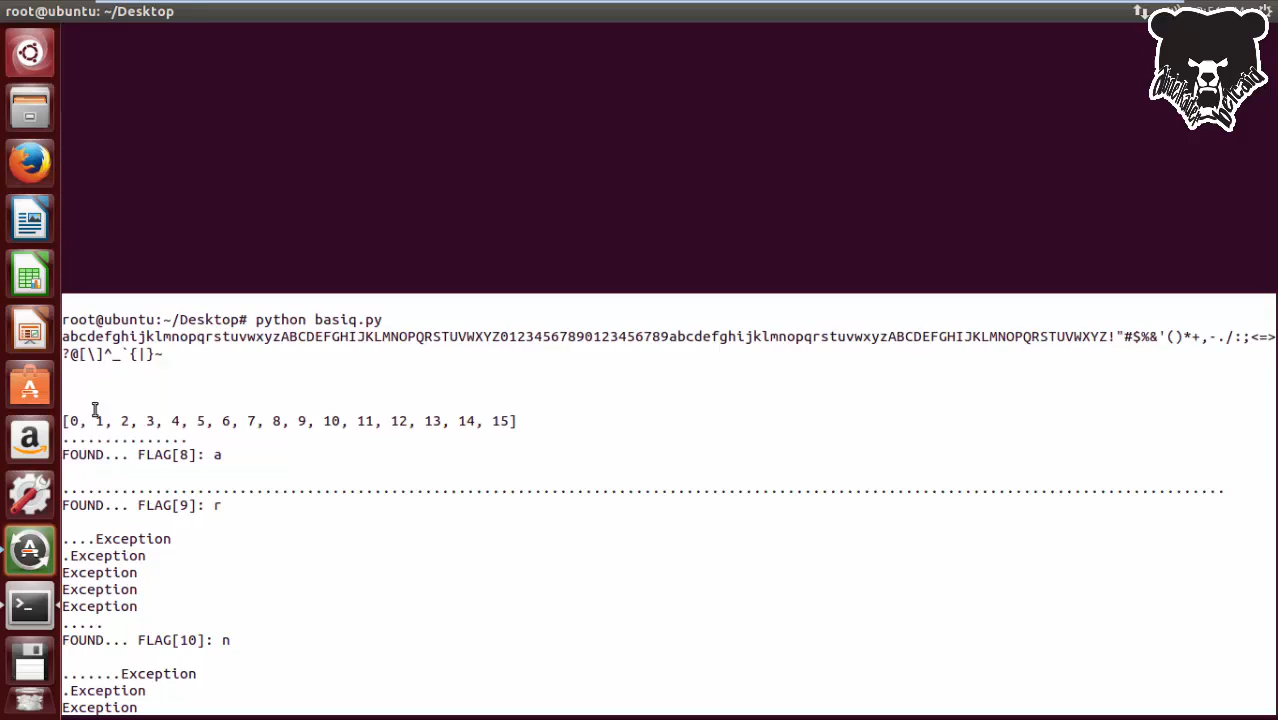 root@ubuntu: ~/Desktop
root@ubuntu:~/Desktop# python basiq.py
abcdefghijklmnopqrstuvwxyzABCDEFGHIJKLMNOPQRSTUVWXYZ01234567890123456789abcdefghijklmnopqrstuvwxyzABCDEFGHIJKLMNOPQRSTUVWXYZ!"#$%&'()*+,-./:;<=>
?@[\]^_`{|}~
[0, 1, 2, 3, 4, 5, 6, 7, 8, 9, 10, 11, 12, 13, 14, 15]
...............
FOUND... FLAG[8]: a
..........................................................................................................................................
FOUND... FLAG[9]: r
....Exception
.Exception
Exception
Exception
Exception
.....
FOUND... FLAG[10]: n
.......Exception
.Exception
Exception